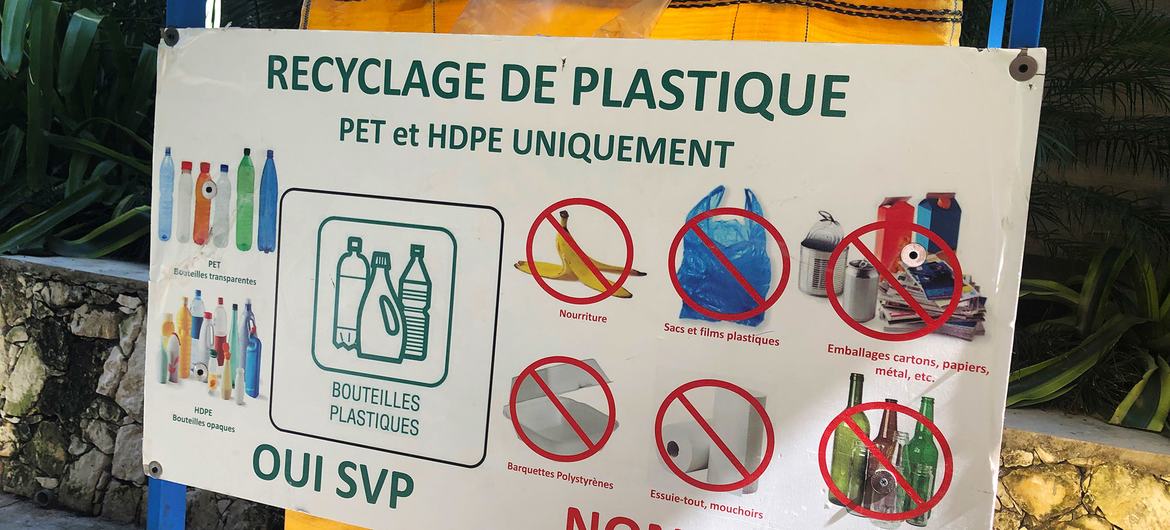 RECYCLAGE DE PLASTIQUE
PET et HDPE UNIQUEMENT
PET
Bouteilles transparentes
HDPE
Bouteilles opaques
BOUTEILLES
PLASTIQUES
OUI SVP
Nourriture
Sacs et films plastiques
Emballages cartons, papiers,
métal, etc.
Barquettes Polystyrènes
Essuie-tout, mouchoirs